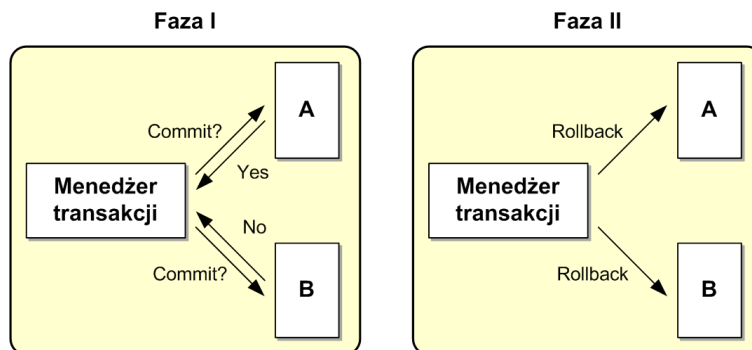 Faza I
A
Commit?
Yes
Menedżer
transakcji
No
Commit?
B
Faza II
A
Rollback
Menedżer
transakcji
Rollback
B